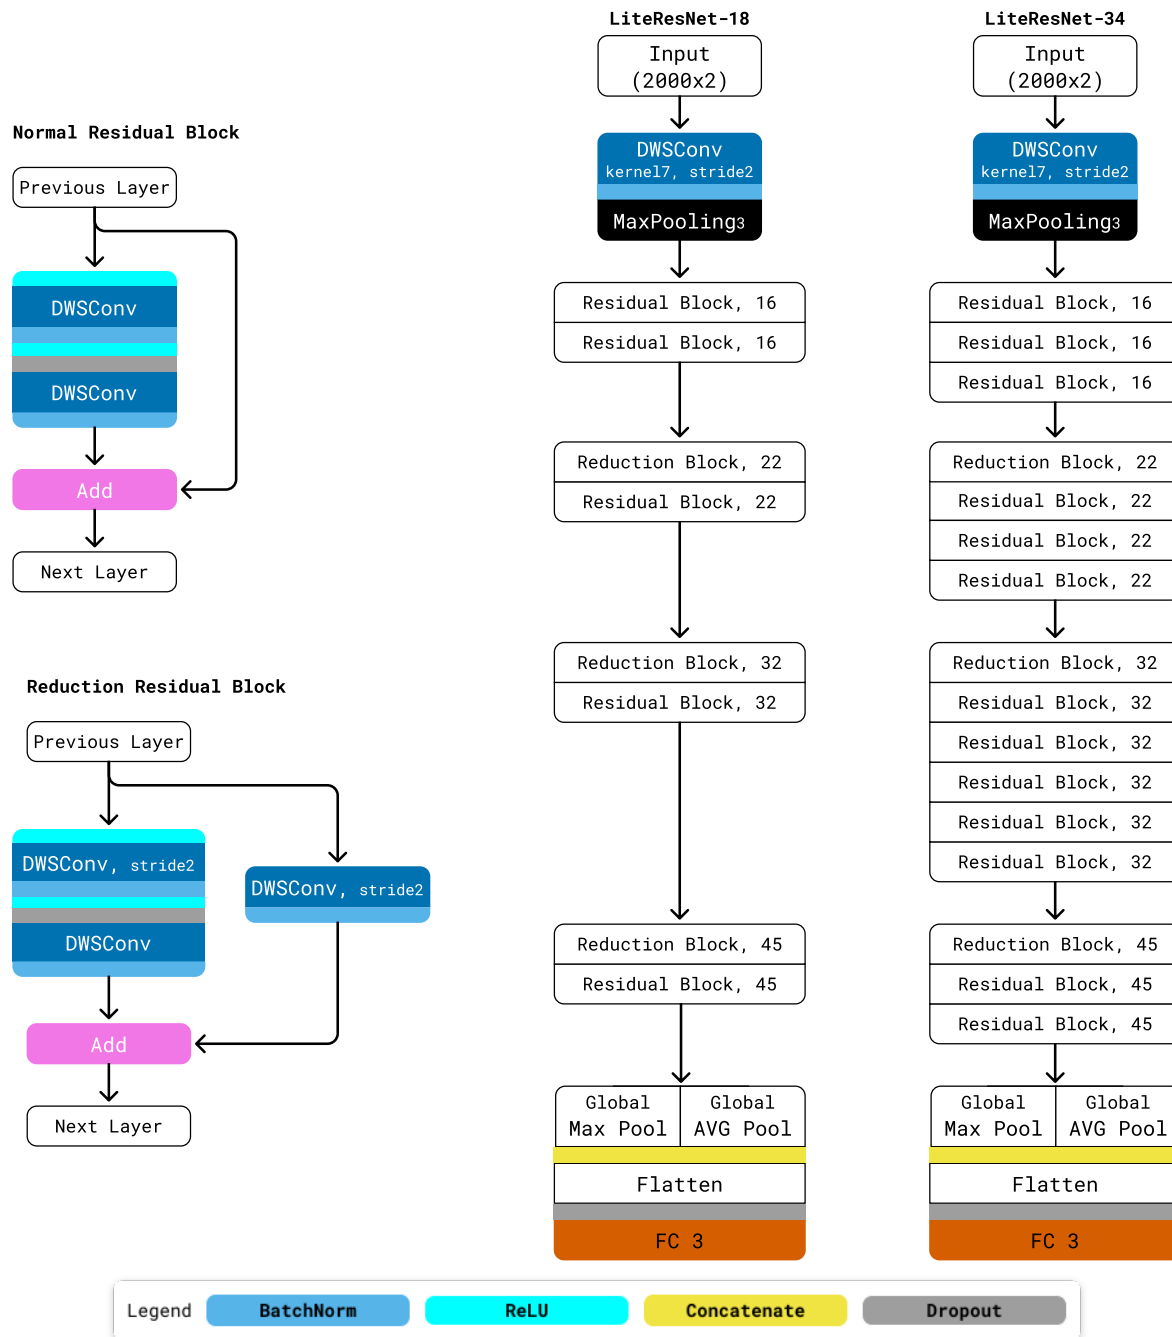 Normal Residual Block
Previous Layer
DWSConv
DWSConv
Add
Next Layer
Reduction Residual Block
Previous Layer
DWSConv, stride2
DWSConv
DWSConv, stride2
Add
Next Layer
LiteResNet-18
Input
(2000x2)
DWSConv
kernel7, stride2
MaxPooling3
Residual Block, 16
Residual Block, 16
Reduction Block, 22
Residual Block, 22
Reduction Block, 32
Residual Block, 32
Reduction Block, 45
Residual Block, 45
Global
Max Pool
Global
AVG Pool
Flatten
FC 3
LiteResNet-34
Input
(2000x2)
DWSConv
kernel7, stride2
MaxPooling3
Residual Block, 16
Residual Block, 16
Residual Block, 16
Reduction Block, 22
Residual Block, 22
Residual Block, 22
Residual Block, 22
Reduction Block, 32
Residual Block, 32
Residual Block, 32
Residual Block, 32
Residual Block, 32
Residual Block, 32
Reduction Block, 45
Residual Block, 45
Residual Block, 45
Global
Max Pool
Global
AVG Pool
Flatten
FC 3
Legend
BatchNorm
ReLU
Concatenate
Dropout